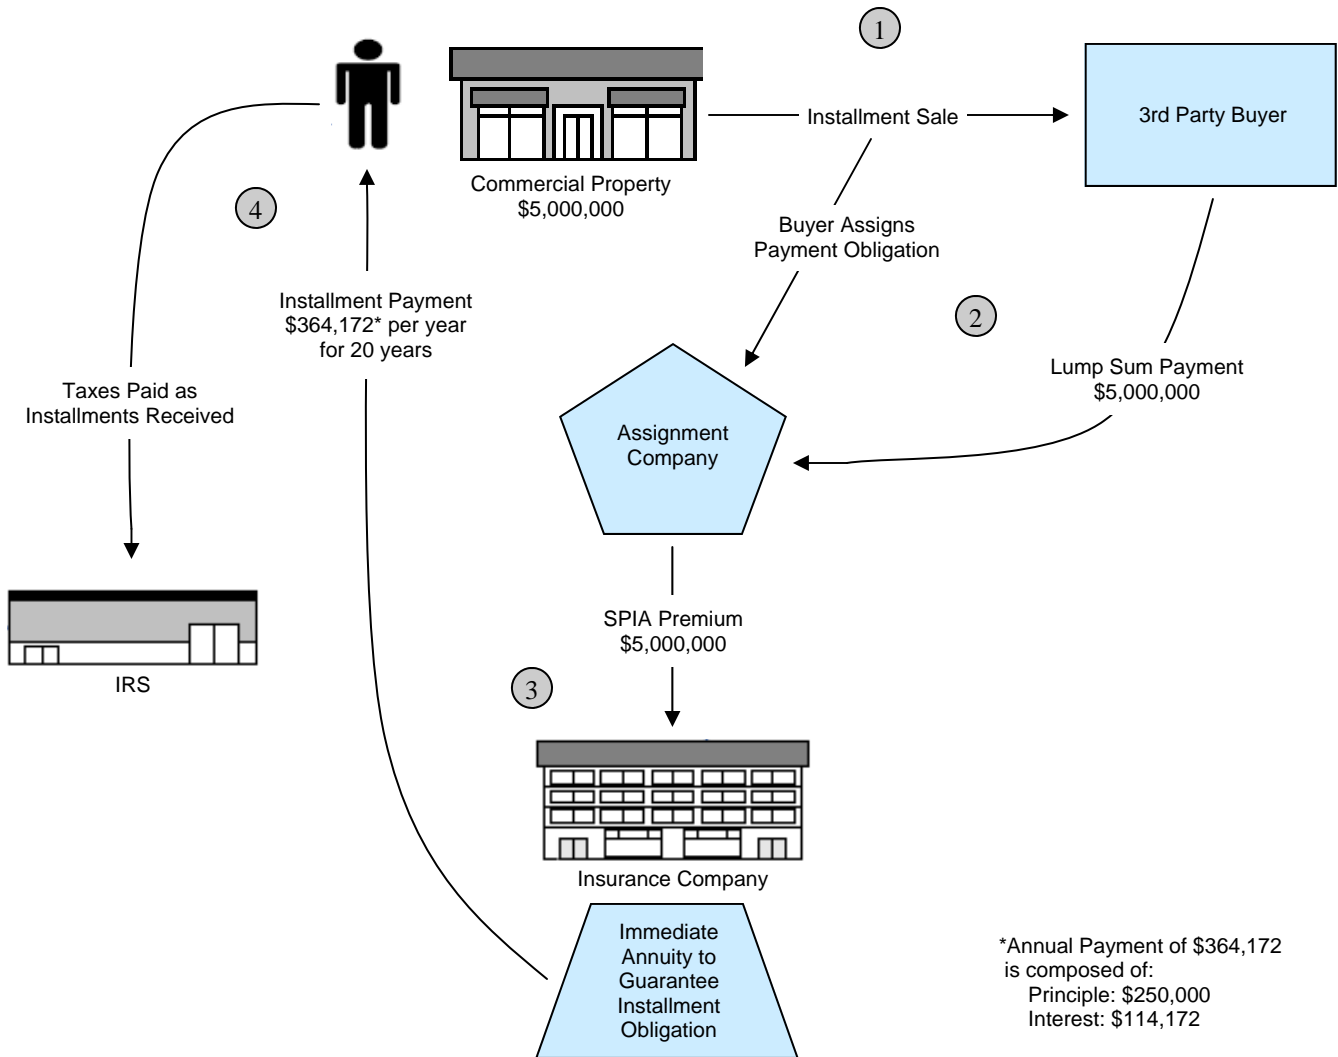 1
Installment Sale
3rd Party Buyer
Commercial Property
$5,000,000
4
Buyer Assigns
Payment Obligation
Installment Payment
$364,172* per year
for 20 years
2
Lump Sum Payment
$5,000,000
Taxes Paid as
Installments Received
Assignment
Company
SPIA Premium
$5,000,000
IRS
3
Insurance Company
Immediate
Annuity to
Guarantee
Installment
Obligation
*Annual Payment of $364,172
is composed of:
Principle: $250,000
Interest: $114,172